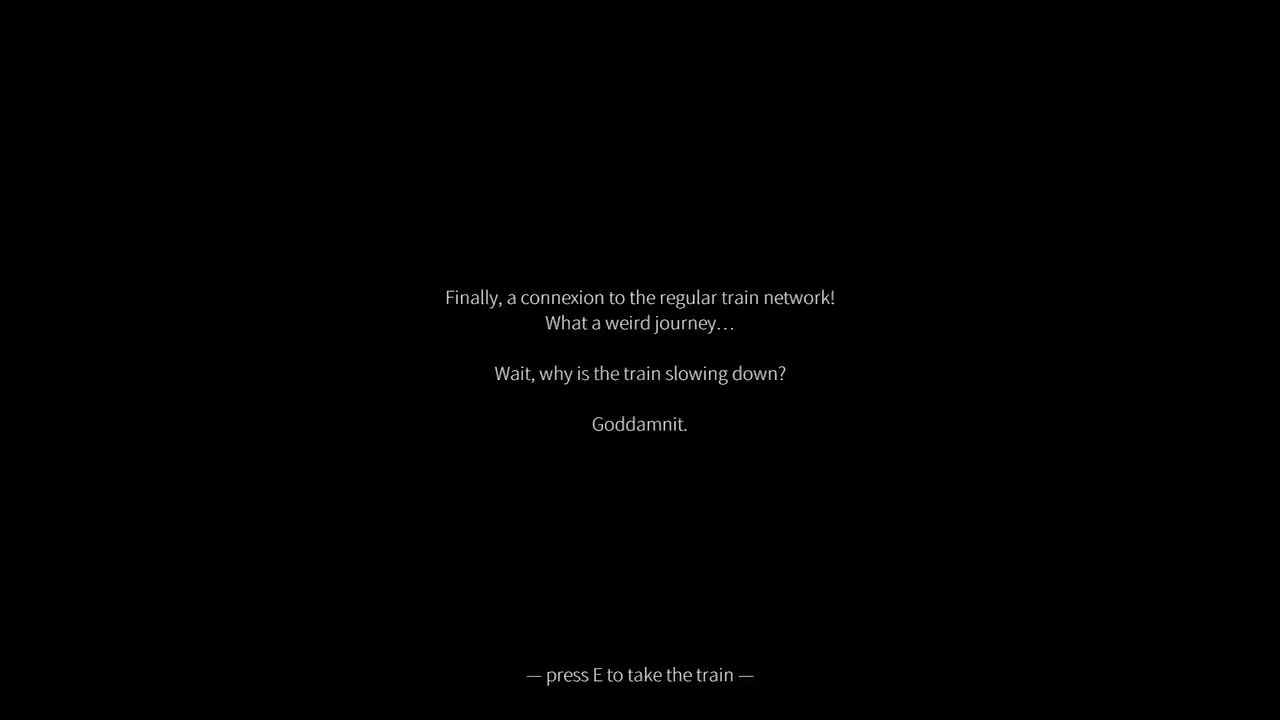 Finally, a connexion to the regular train network!
What a weird journey…
Wait, why is the train slowing down?
Goddamnit.
— press E to take the train —